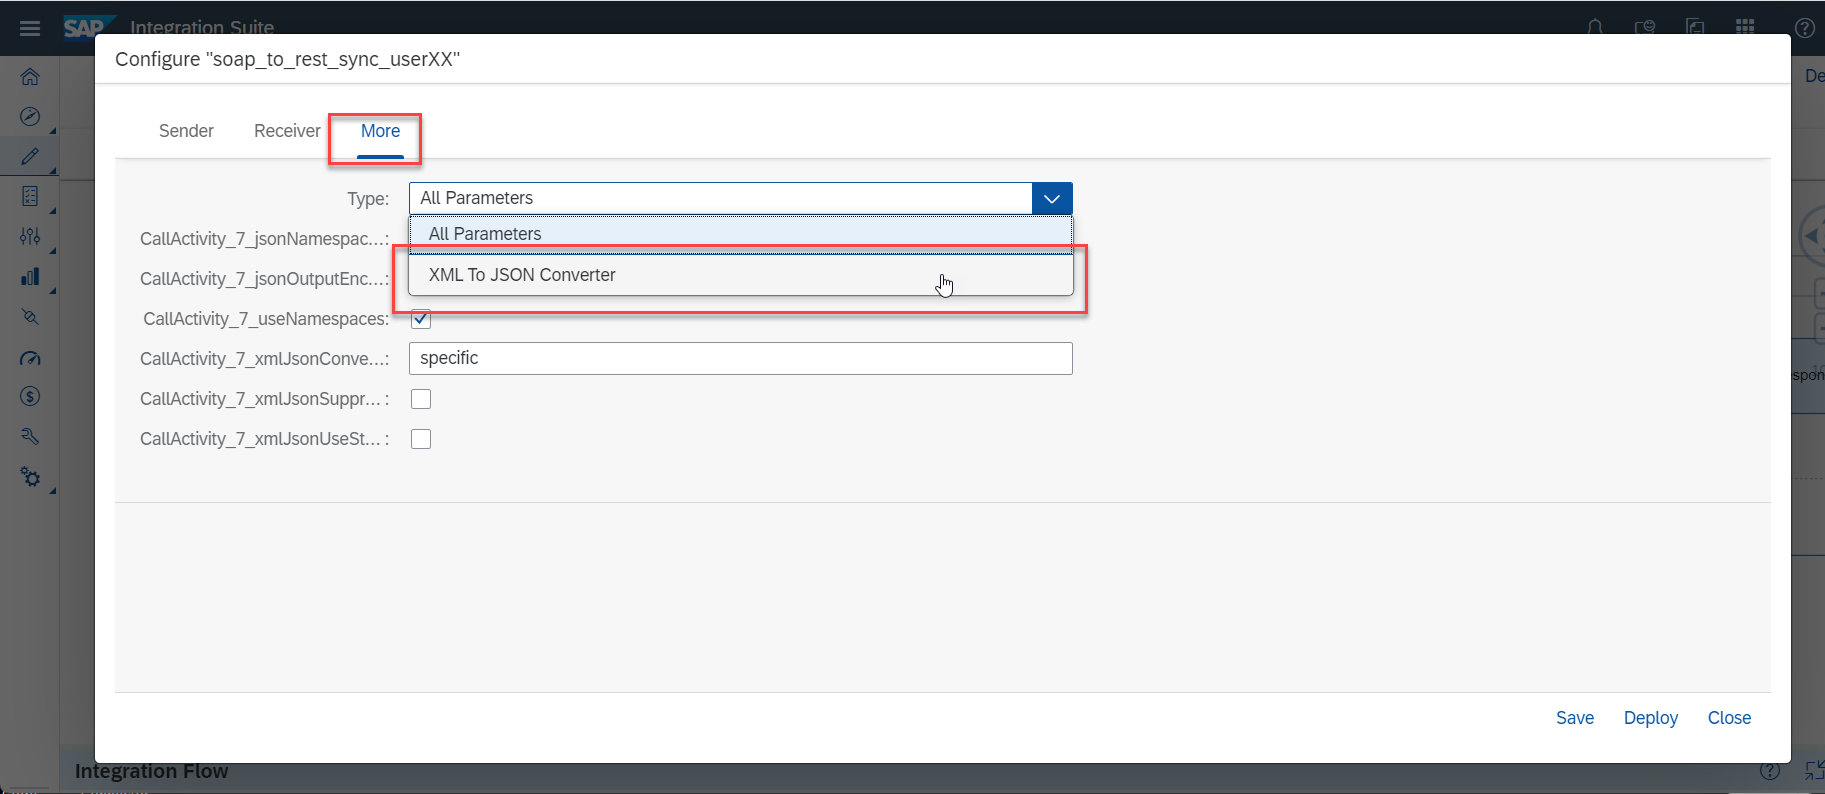 SAP Integration Suite
Configure "soap_to_rest_sync_userXX"
De
Sender Receiver More
Type: All Parameters
All Parameters
CallActivity_7_jsonNamespac...:
XML To JSON Converter
CallActivity_7_jsonOutputEnc...:
CallActivity_7_useNamespaces:
CallActivity_7_xmlJsonConve...: specific
spon
CallActivity_7_xmlJsonSuppr... :
CallActivity_7_xmlJsonUseSt... :
Save Deploy Close
Integration Flow